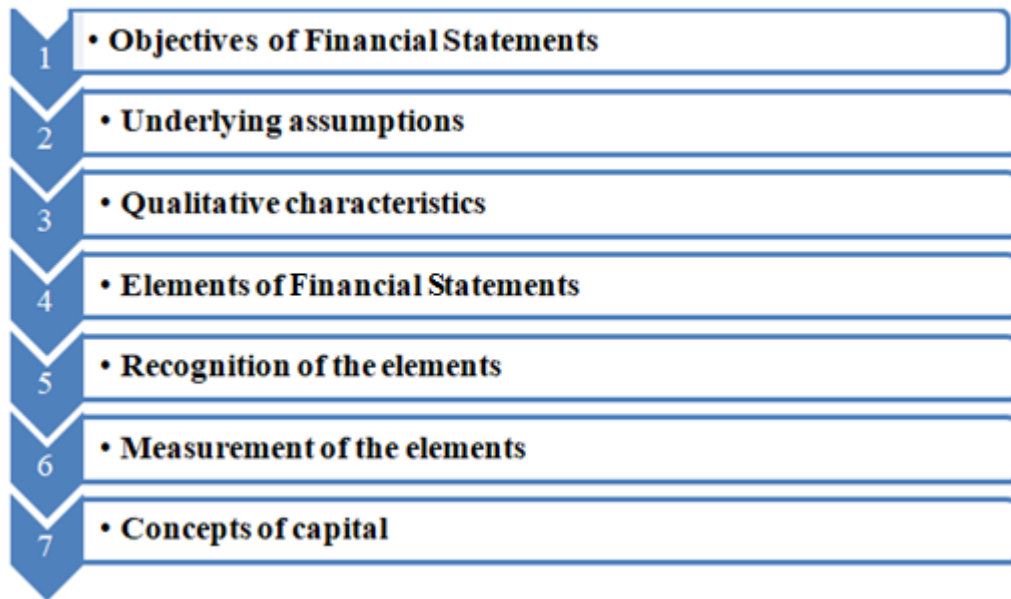 1 • Objectives of Financial Statements
2 • Underlying assumptions
3 • Qualitative characteristics
4 • Elements of Financial Statements
5 • Recognition of the elements
6 • Measurement of the elements
7 • Concepts of capital